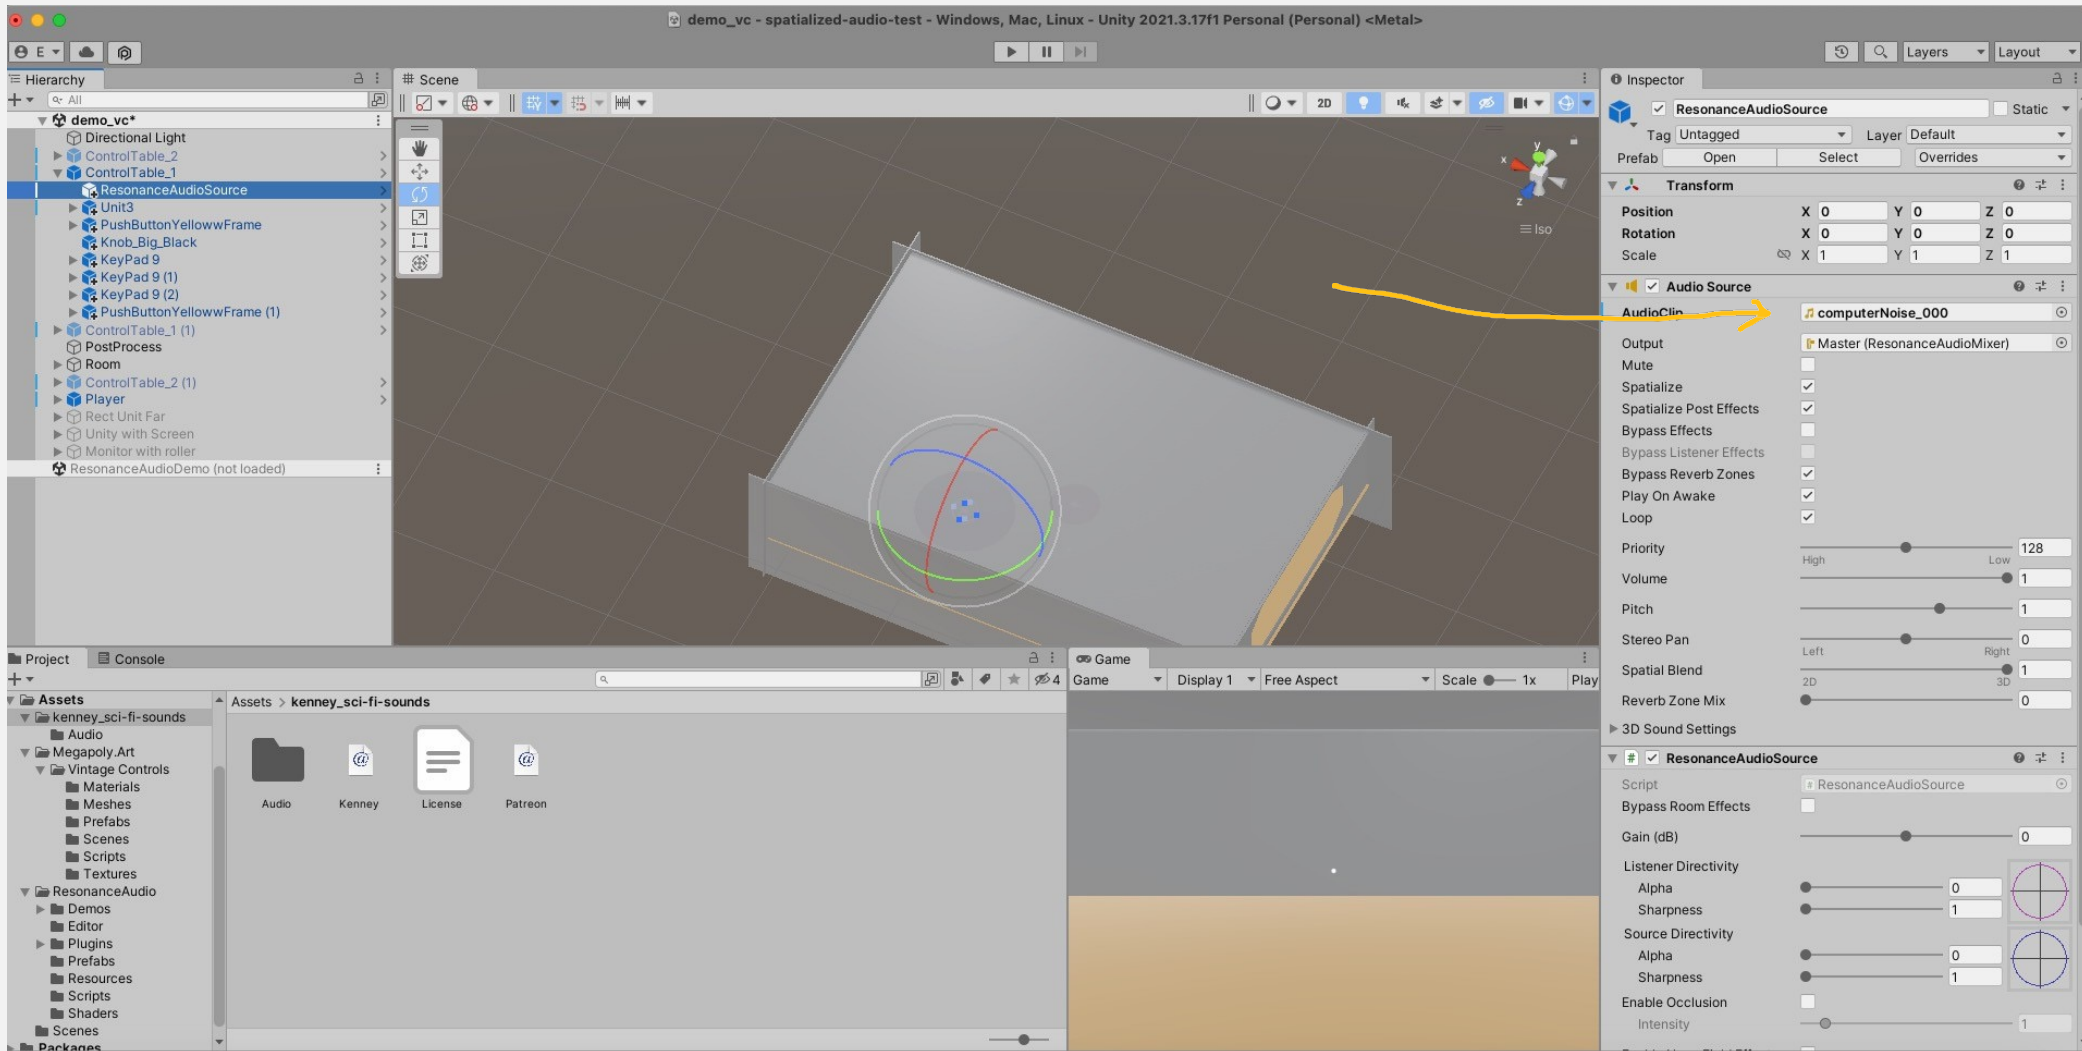 demo_vc - spatialized-audio-test - Windows, Mac, Linux - Unity 2021.3.17f1 Personal (Personal) <Metal>
E
Layers
Layout
Hierarchy
All
demo_vc*
Directional Light
ControlTable_2
ControlTable_1
ResonanceAudioSource
Unit3
PushButtonYellowwFrame
Knob_Big_Black
KeyPad 9
KeyPad 9 (1)
KeyPad 9 (2)
PushButtonYellowwFrame (1)
ControlTable_1 (1)
PostProcess
Room
ControlTable_2 (1)
Player
Rect Unit Far
Unity with Screen
Monitor with roller
ResonanceAudioDemo (not loaded)
Scene
2D
y
x
z
Iso
Inspector
ResonanceAudioSource
Static
Tag Untagged
Layer Default
Prefab Open Select Overrides
Transform
Position X 0 Y 0 Z 0
Rotation X 0 Y 0 Z 0
Scale X 1 Y 1 Z 1
Audio Source
AudioClip computerNoise_000
Output Master (ResonanceAudioMixer)
Mute
Spatialize
Spatialize Post Effects
Bypass Effects
Bypass Listener Effects
Bypass Reverb Zones
Play On Awake
Loop
Priority 128
High Low
Volume 1
Pitch 1
Stereo Pan 0
Left Right
Spatial Blend 1
2D 3D
Reverb Zone Mix 0
3D Sound Settings
# ResonanceAudioSource
Script # ResonanceAudioSource
Bypass Room Effects
Gain (dB) 0
Listener Directivity
Alpha 0
Sharpness 1
Source Directivity
Alpha 0
Sharpness 1
Enable Occlusion
Intensity 1
Project Console
4
Assets
kenney_sci-fi-sounds
Audio
Megapoly.Art
Vintage Controls
Materials
Meshes
Prefabs
Scenes
Scripts
Textures
ResonanceAudio
Demos
Editor
Plugins
Prefabs
Resources
Scripts
Shaders
Scenes
Packages
Assets > kenney_sci-fi-sounds
Audio
@
Kenney
License
@
Patreon
Game
Game Display 1 Free Aspect Scale 1x Play